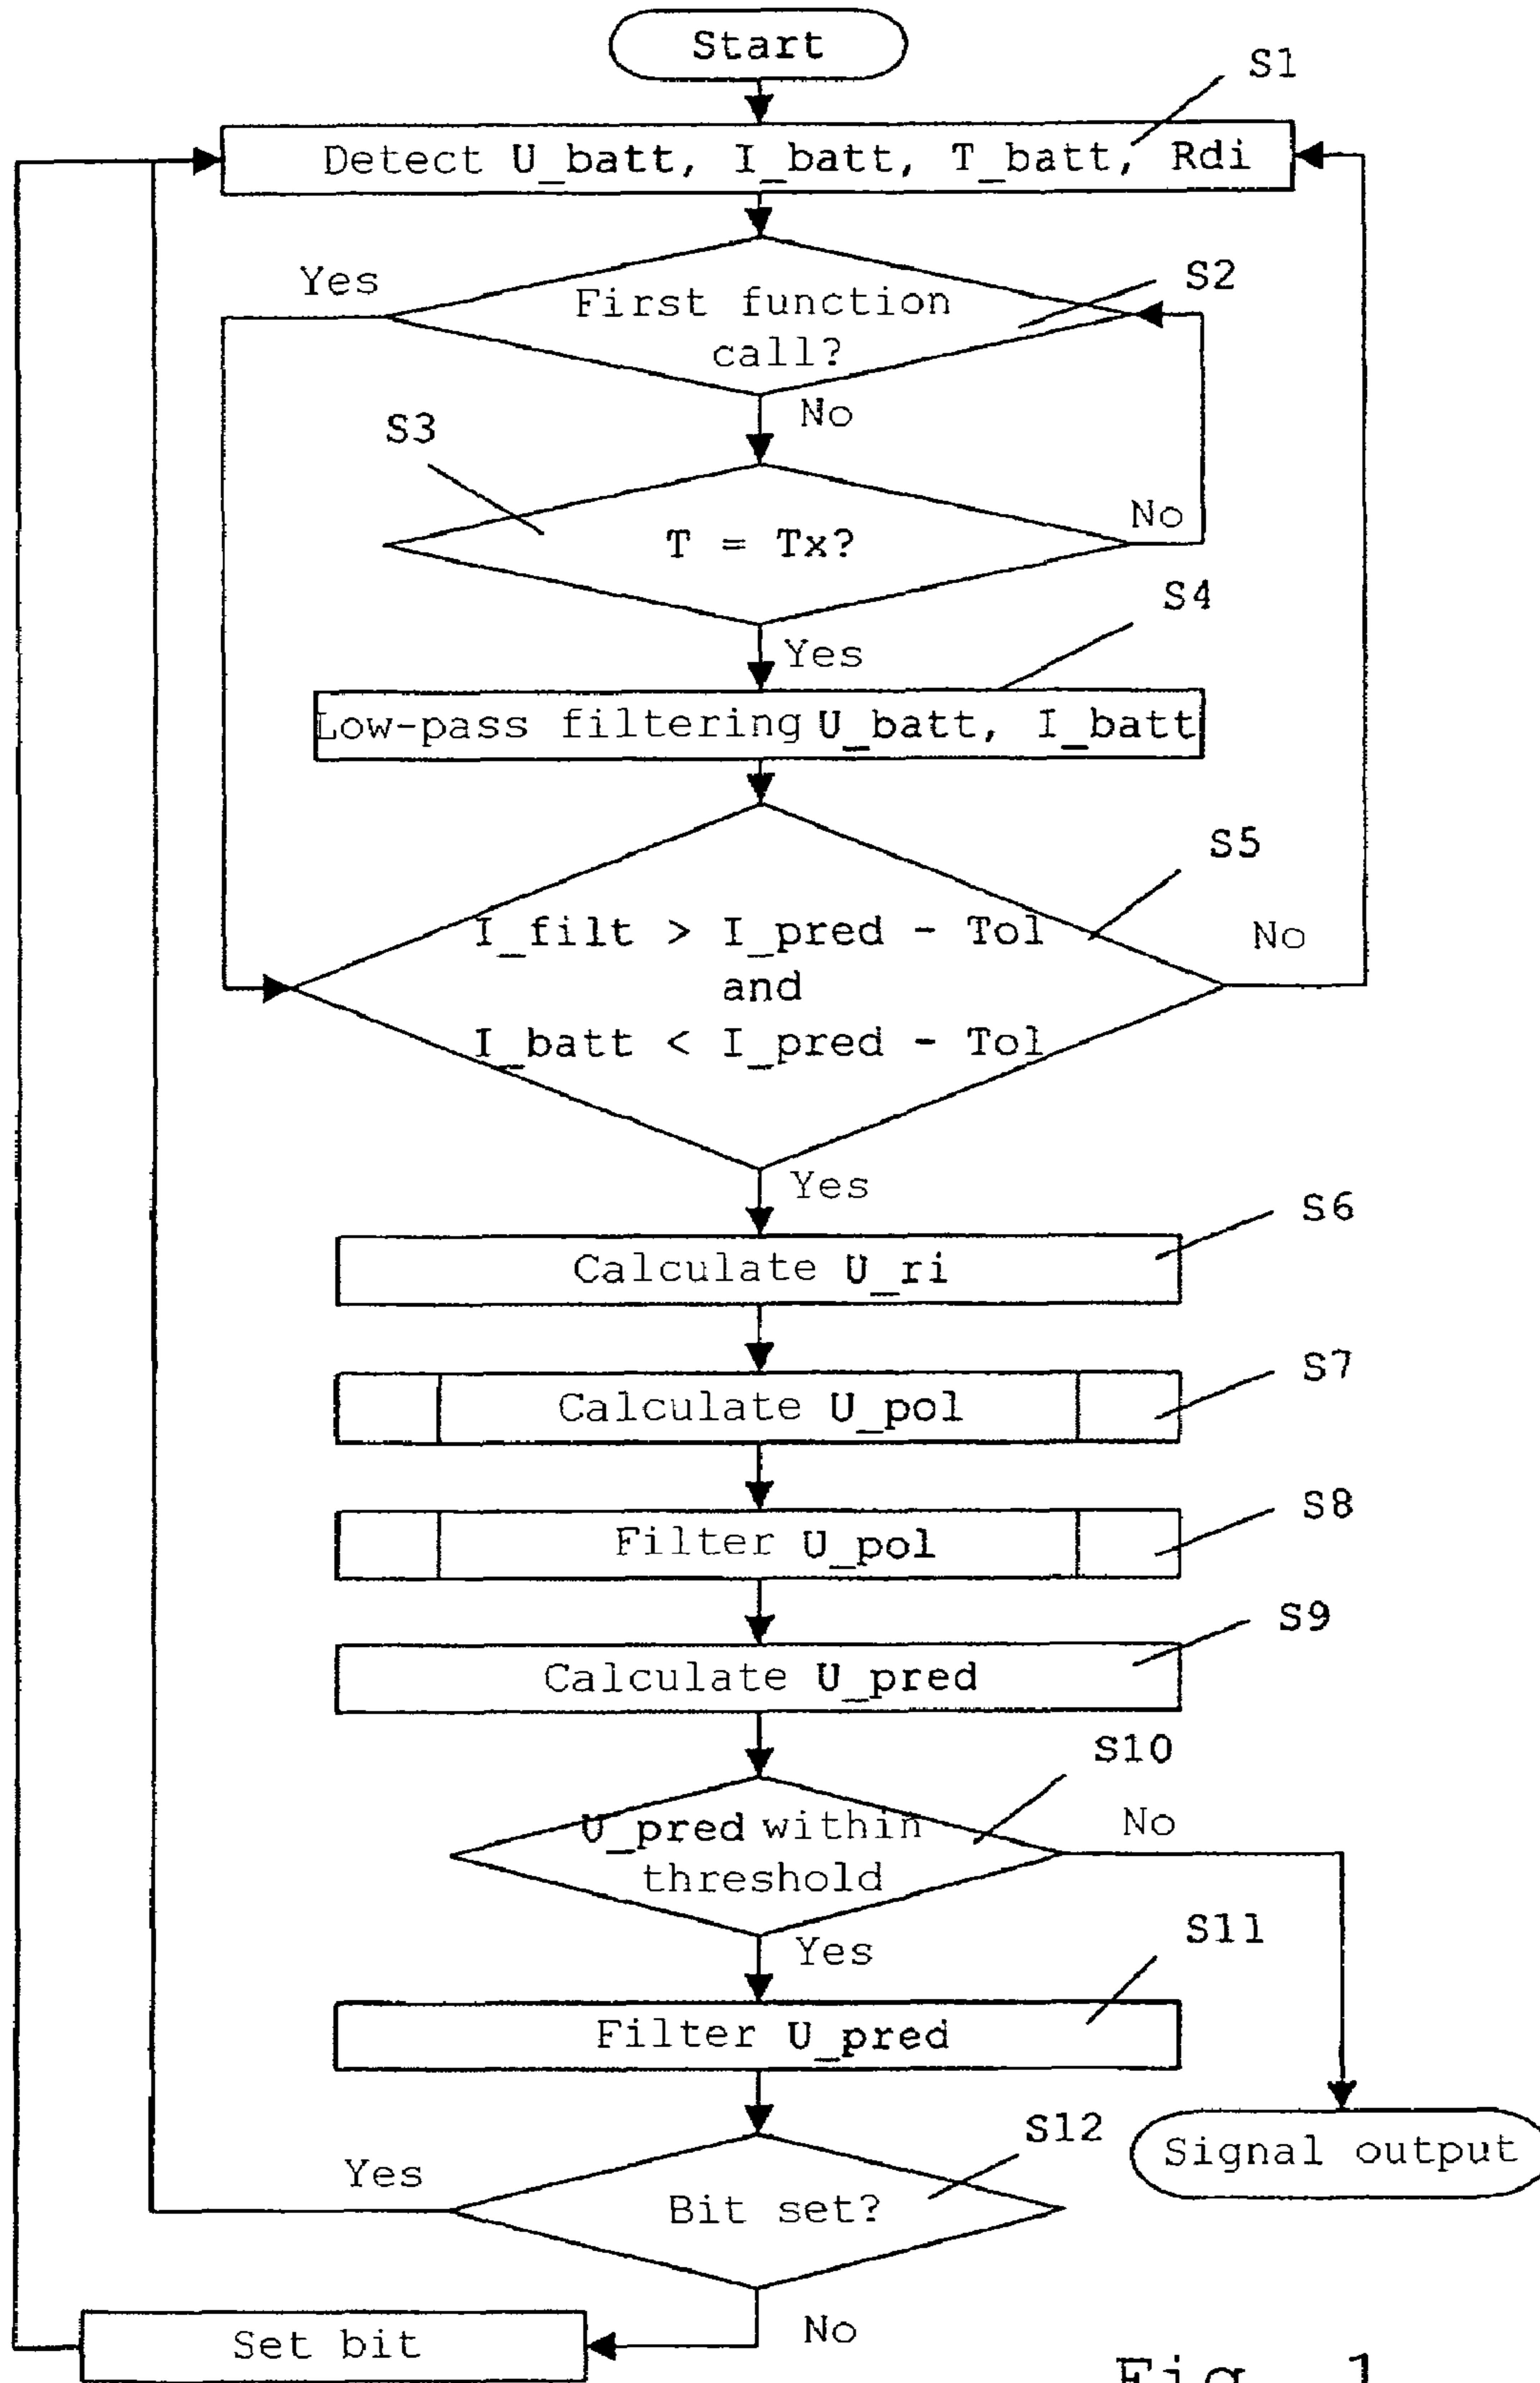 Start
S1
Detect U_batt, I_batt, T_batt, Rdi
Yes
S2
First function
call?
No
S3
T = Tx?
No
S4
Yes
Low-pass filtering U_batt, I_batt
S5
I_filt > I_pred - Tol
No
and
I_batt < I_pred - Tol
Yes
S6
Calculate U_ri
S7
Calculate U_pol
S8
Filter U_pol
S9
Calculate U_pred
S10
U_pred within
No
threshold
S11
Yes
Filter U_pred
S12
Signal output
Yes
Bit set?
No
Set bit
Fig. 1